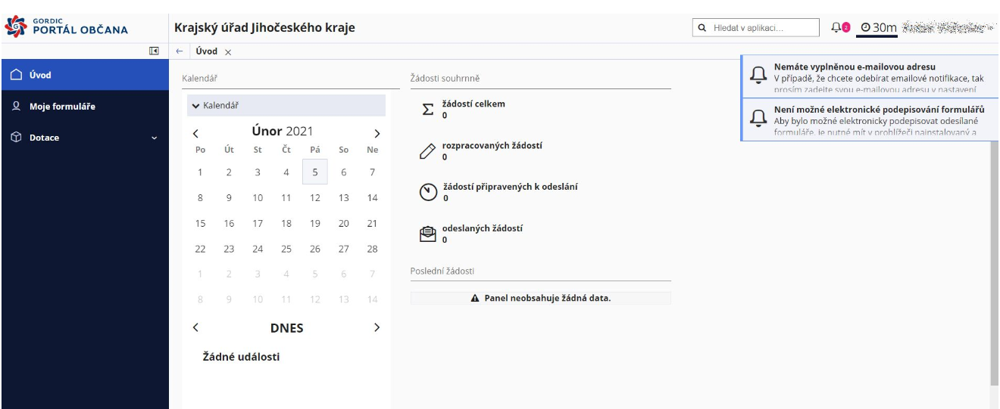 GORDIC
PORTÁL OBČANA
Krajský úřad Jihočeského kraje
Hledat v aplikaci...
2
30m
Úvod
Úvod
Moje formuláře
Dotace
Nemáte vyplněnou e-mailovou adresu
V případě, že chcete odebírat emailové notifikace, tak
prosím zadejte svou e-mailovou adresu v nastavení
Není možné elektronické podepisování formulářů
Aby bylo možné elektronicky podepisovat odesílané
formuláře, je nutné mít v prohlížeči nainstalovaný a
Kalendář
Kalendář
Únor 2021
Po Út St Čt Pá So Ne
1 2 3 4 5 6 7
8 9 10 11 12 13 14
15 16 17 18 19 20 21
22 23 24 25 26 27 28
1 2 3 4 5 6 7
8 9 10 11 12 13 14
DNES
Žádné události
Žádosti souhrnně
žádostí celkem
0
rozpracovaných žádostí
0
žádostí připravených k odeslání
0
odeslaných žádostí
0
Poslední žádosti
Panel neobsahuje žádná data.